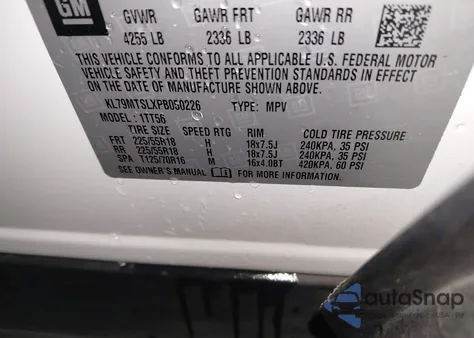 GM
GVWR GAWR FRT GAWR RR
4255 LB 2336 LB 2336 LB
THIS VEHICLE CONFORMS TO ALL APPLICABLE U.S. FEDERAL MOTOR
VEHICLE SAFETY AND THEFT PREVENTION STANDARDS IN EFFECT
ON THE DATE OF MANUFACTURE SHOWN ABOVE.
KL79MTSLXPB050226 TYPE: MPV
MODEL: 1TT56
TIRE SIZE SPEED RTG RIM COLD TIRE PRESSURE
FRT 225/55R18 H 18x7.5J 240KPA, 35 PSI
RR 225/55R18 H 18x7.5J 240KPA, 35 PSI
SPA T125/70R16 M 16x4.0BT 420KPA, 60 PSI
SEE OWNER'S MANUAL FOR MORE INFORMATION.
autaSnap